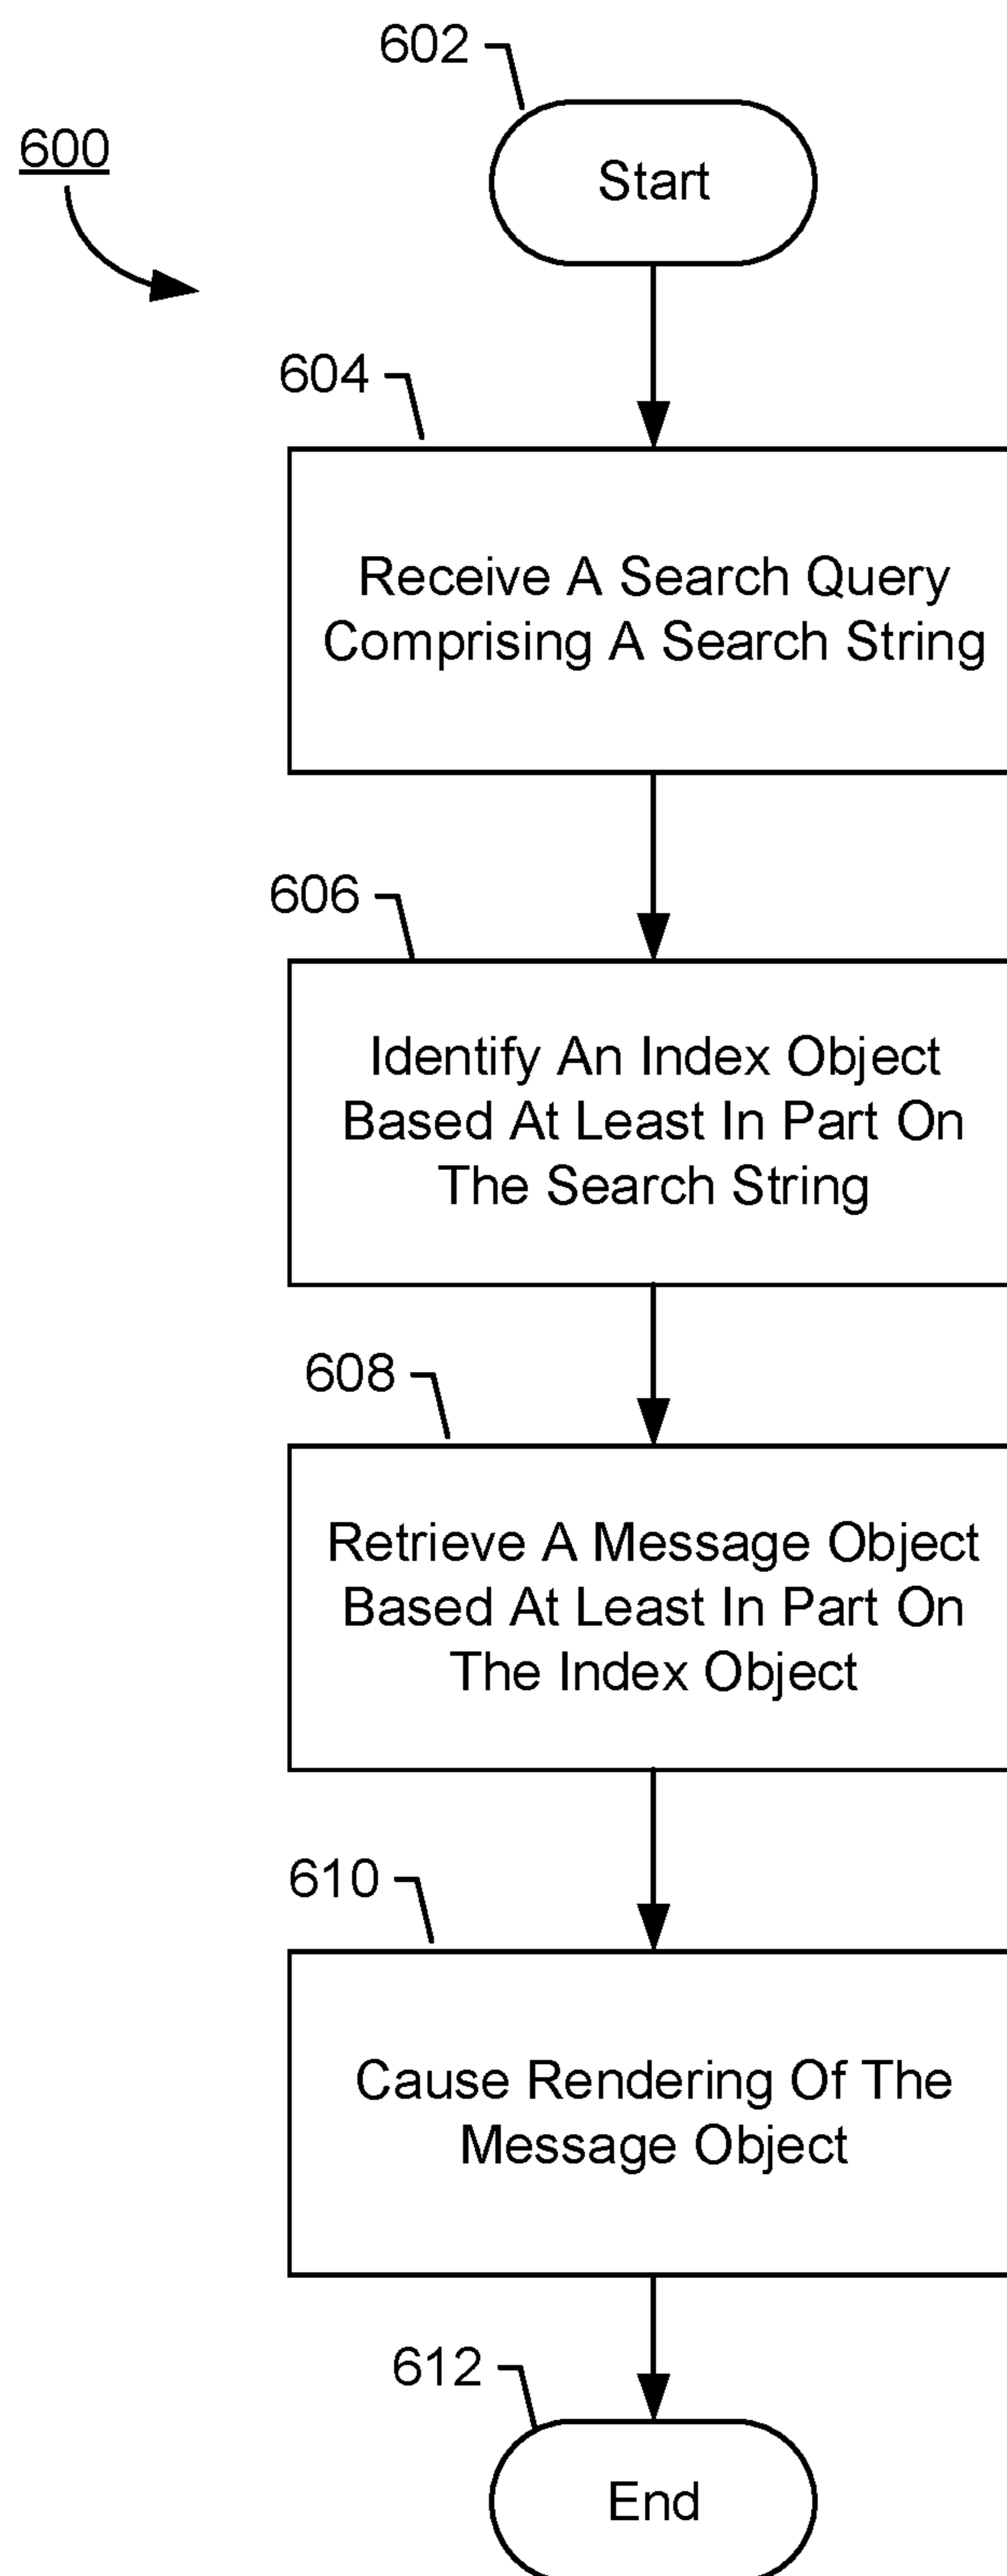 602
600
Start
604
Receive A Search Query
Comprising A Search String
606
Identify An Index Object
Based At Least In Part On
The Search String
608
Retrieve A Message Object
Based At Least In Part On
The Index Object
610
Cause Rendering Of The
Message Object
612
End